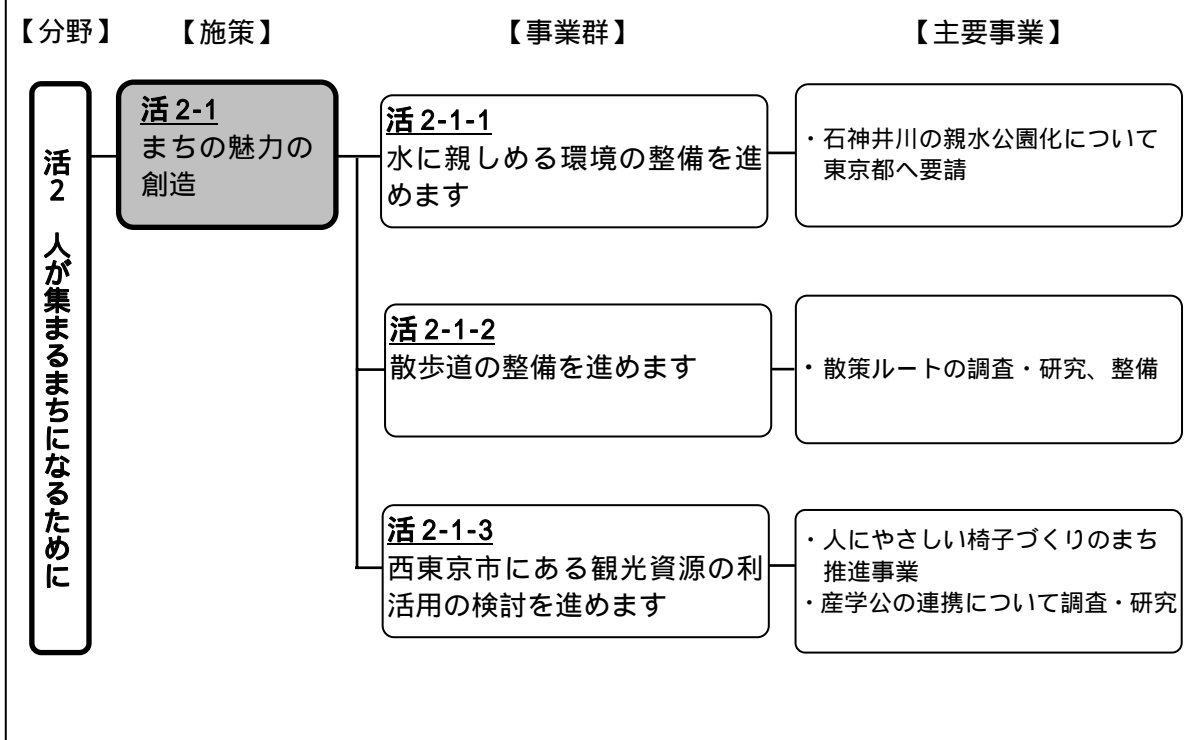 【分野】 【施策】 【事業群】 【主要事業】
活2 人が集まるまちになるために
活2-1
まちの魅力の
創造
活2-1-1
水に親しめる環境の整備を進
めます
・石神井川の親水公園化について
東京都へ要請
活2-1-2
散歩道の整備を進めます
・散策ルートの調査・研究、整備
活2-1-3
西東京市にある観光資源の利
活用の検討を進めます
・人にやさしい椅子づくりのまち
推進事業
・産学公の連携について調査・研究